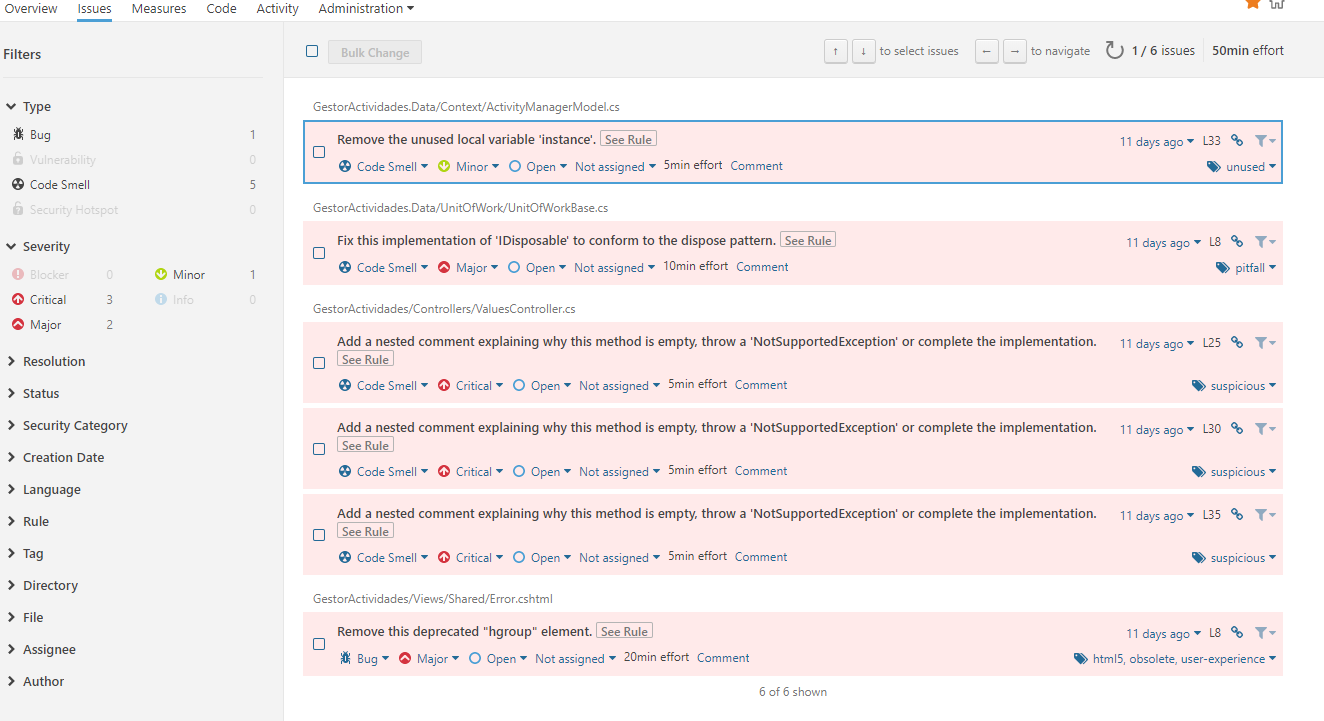 Overview Issues Measures Code Activity Administration
Filters
Bulk Change
↑ ↓ to select issues ← → to navigate 1 / 6 issues 50min effort
Type
Bug 1
Vulnerability 0
Code Smell 5
Security Hotspot 0
Severity
Blocker 0 Minor 1
Critical 3 Info 0
Major 2
Resolution
Status
Security Category
Creation Date
Language
Rule
Tag
Directory
File
Assignee
Author
GestorActividades.Data/Context/ActivityManagerModel.cs
Remove the unused local variable 'instance'. See Rule 11 days ago L33
Code Smell Minor Open Not assigned 5min effort Comment unused
GestorActividades.Data/UnitOfWork/UnitOfWorkBase.cs
Fix this implementation of 'IDisposable' to conform to the dispose pattern. See Rule 11 days ago L8
Code Smell Major Open Not assigned 10min effort Comment pitfall
GestorActividades/Controllers/ValuesController.cs
Add a nested comment explaining why this method is empty, throw a 'NotSupportedException' or complete the implementation. 11 days ago L25
See Rule
Code Smell Critical Open Not assigned 5min effort Comment suspicious
Add a nested comment explaining why this method is empty, throw a 'NotSupportedException' or complete the implementation. 11 days ago L30
See Rule
Code Smell Critical Open Not assigned 5min effort Comment suspicious
Add a nested comment explaining why this method is empty, throw a 'NotSupportedException' or complete the implementation. 11 days ago L35
See Rule
Code Smell Critical Open Not assigned 5min effort Comment suspicious
GestorActividades/Views/Shared/Error.cshtml
Remove this deprecated "hgroup" element. See Rule 11 days ago L8
Bug Major Open Not assigned 20min effort Comment html5, obsolete, user-experience
6 of 6 shown